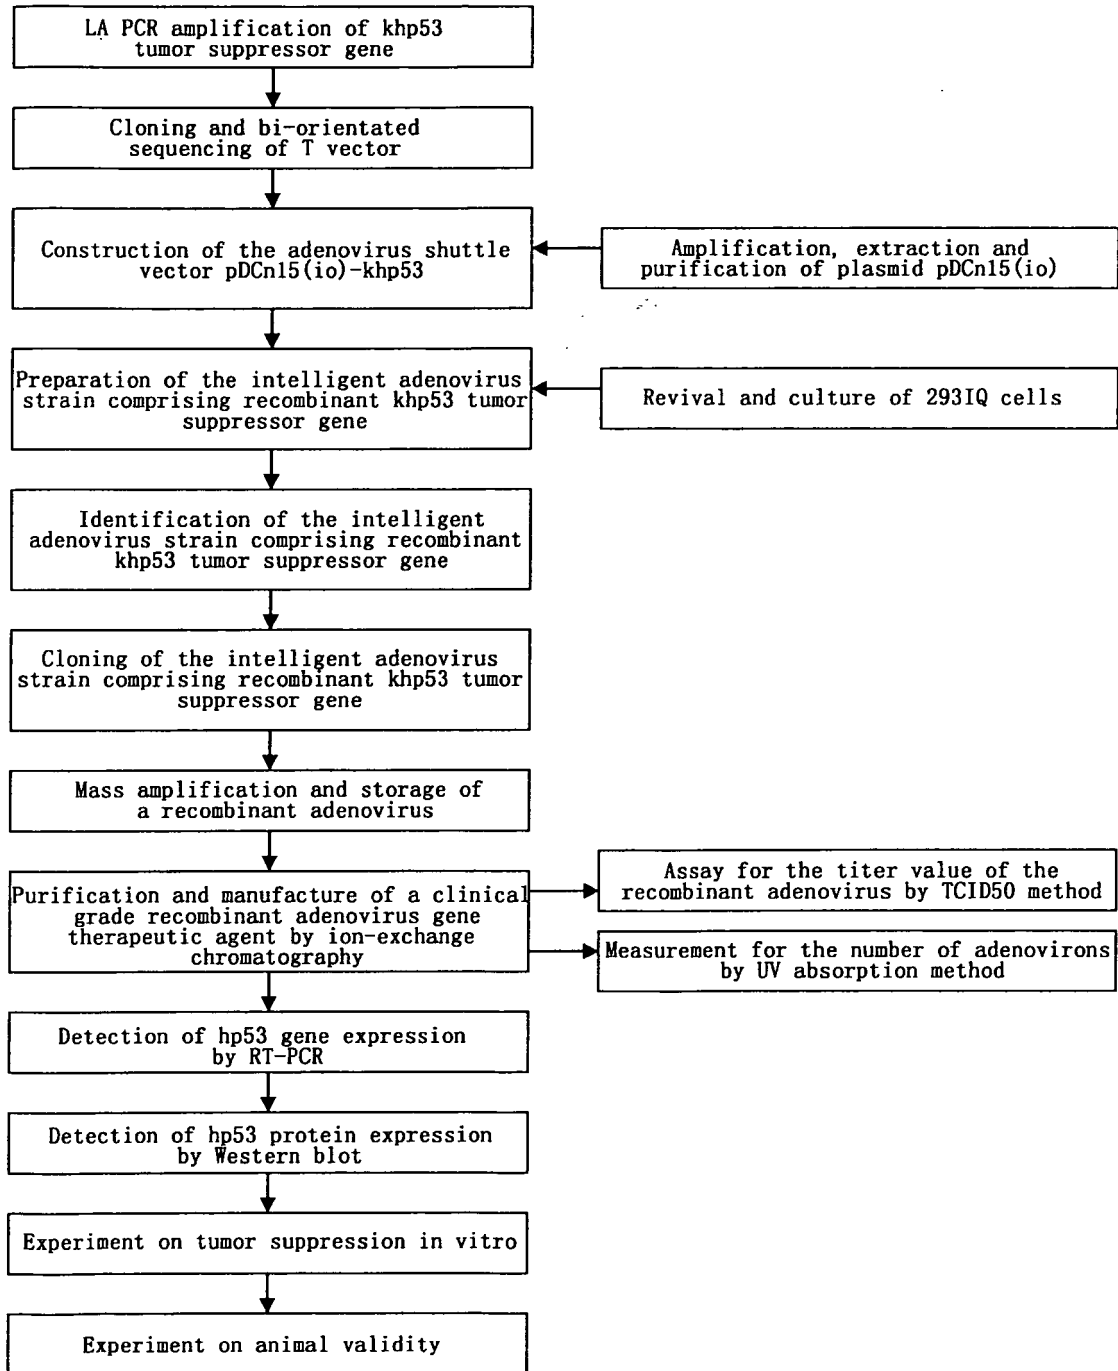 LA PCR amplification of khp53
tumor suppressor gene
Cloning and bi-orientated
sequencing of T vector
Construction of the adenovirus shuttle
vector pDCn15(io)-khp53
Amplification, extraction and
purification of plasmid pDCn15(io)
Preparation of the intelligent adenovirus
strain comprising recombinant khp53 tumor
suppressor gene
Revival and culture of 293IQ cells
Identification of the intelligent
adenovirus strain comprising recombinant
khp53 tumor suppressor gene
Cloning of the intelligent adenovirus
strain comprising recombinant khp53 tumor
suppressor gene
Mass amplification and storage of
a recombinant adenovirus
Purification and manufacture of a clinical
grade recombinant adenovirus gene
therapeutic agent by ion-exchange
chromatography
Assay for the titer value of the
recombinant adenovirus by TCID50 method
Measurement for the number of adenovirons
by UV absorption method
Detection of hp53 gene expression
by RT-PCR
Detection of hp53 protein expression
by Western blot
Experiment on tumor suppression in vitro
Experiment on animal validity